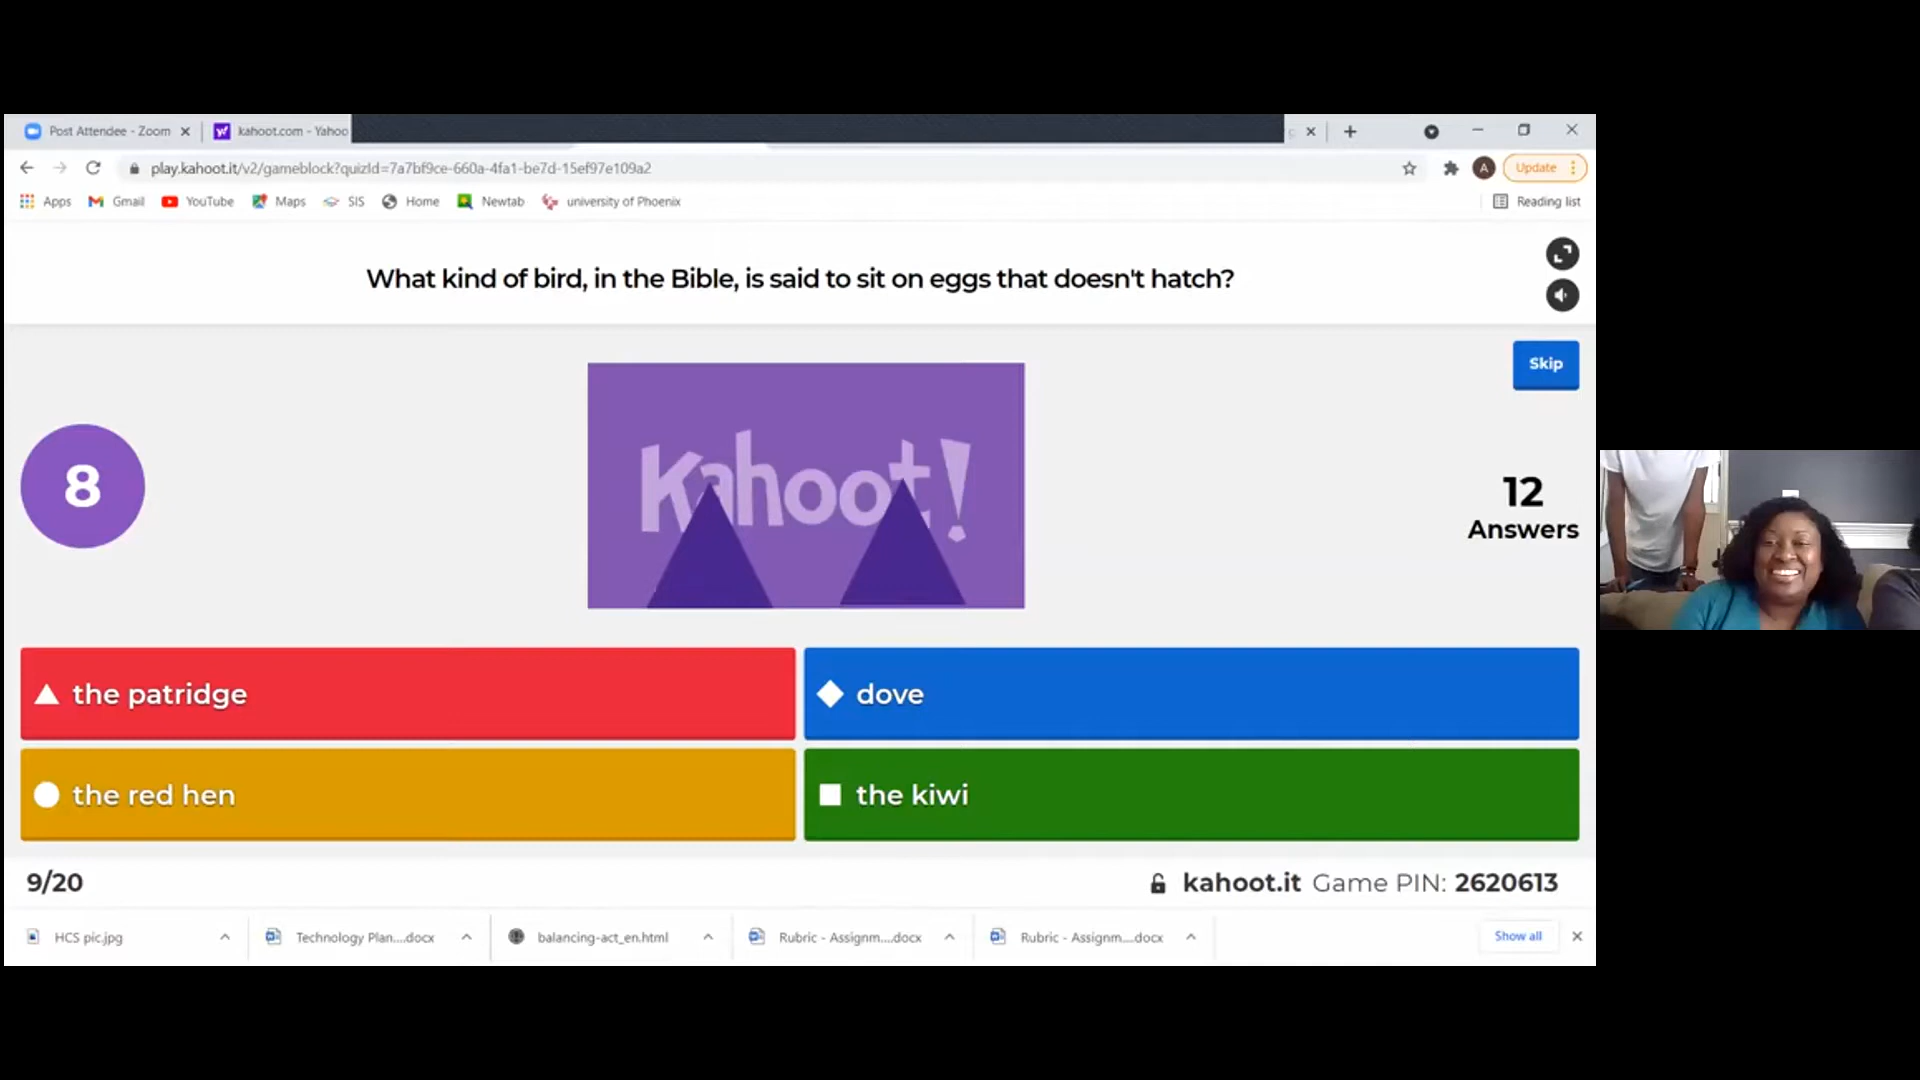 Post Attendee - Zoom
kahoot.com - Yahoo
play.kahoot.it/v2/gameblock?quizId=7a7bf9ce-660a-4fa1-be7d-15ef97e109a2
A
Update
Apps
Gmail
YouTube
Maps
SIS
Home
Newtab
university of Phoenix
Reading list
What kind of bird, in the Bible, is said to sit on eggs that doesn't hatch?
Skip
8
Kahoot!
12
Answers
the patridge
dove
the red hen
the kiwi
9/20
kahoot.it Game PIN: 2620613
HCS pic.jpg
Technology Plan....docx
balancing-act_en.html
Rubric - Assignm....docx
Rubric - Assignm....docx
Show all